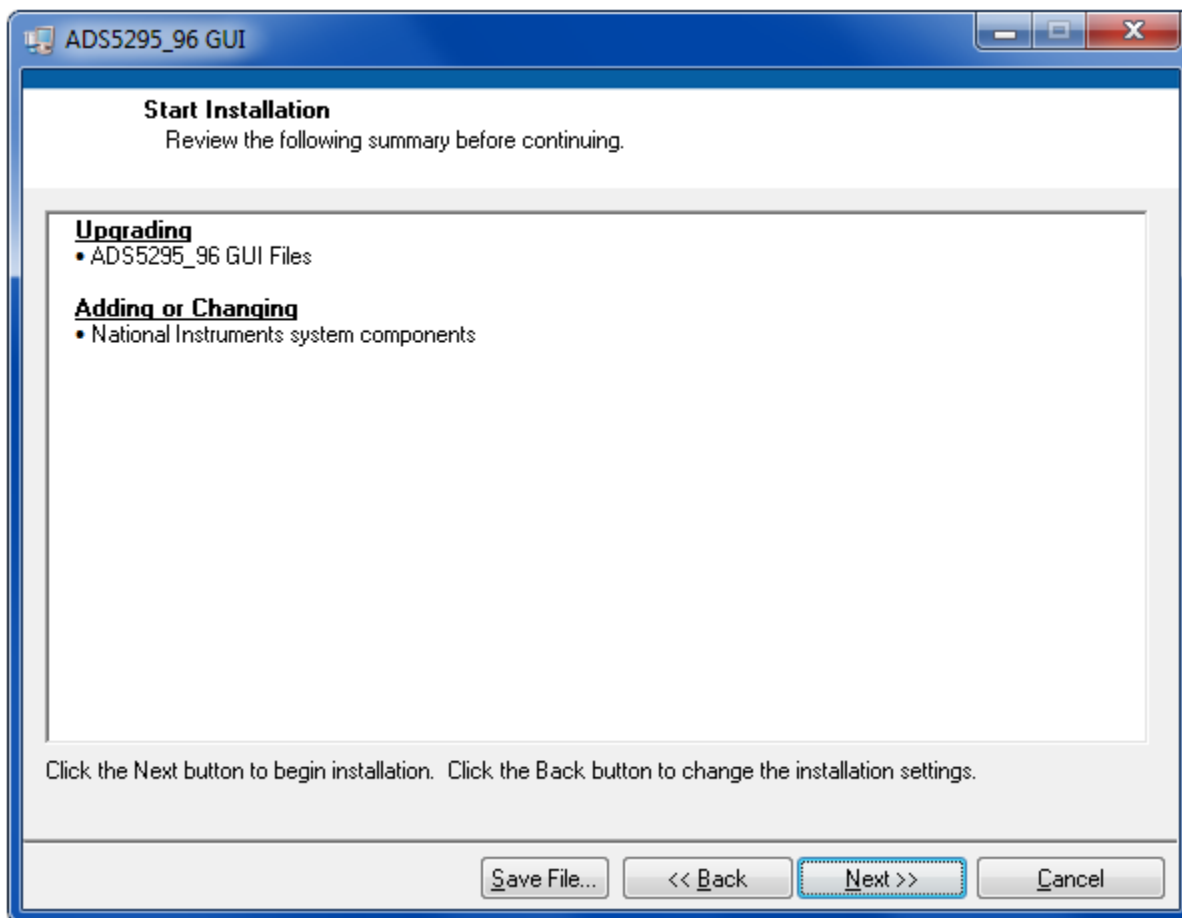 ADS5295_96 GUI
Start Installation
Review the following summary before continuing.
Upgrading
• ADS5295_96 GUI Files
Adding or Changing
• National Instruments system components
Click the Next button to begin installation.  Click the Back button to change the installation settings.
Save File... << Back Next >> Cancel